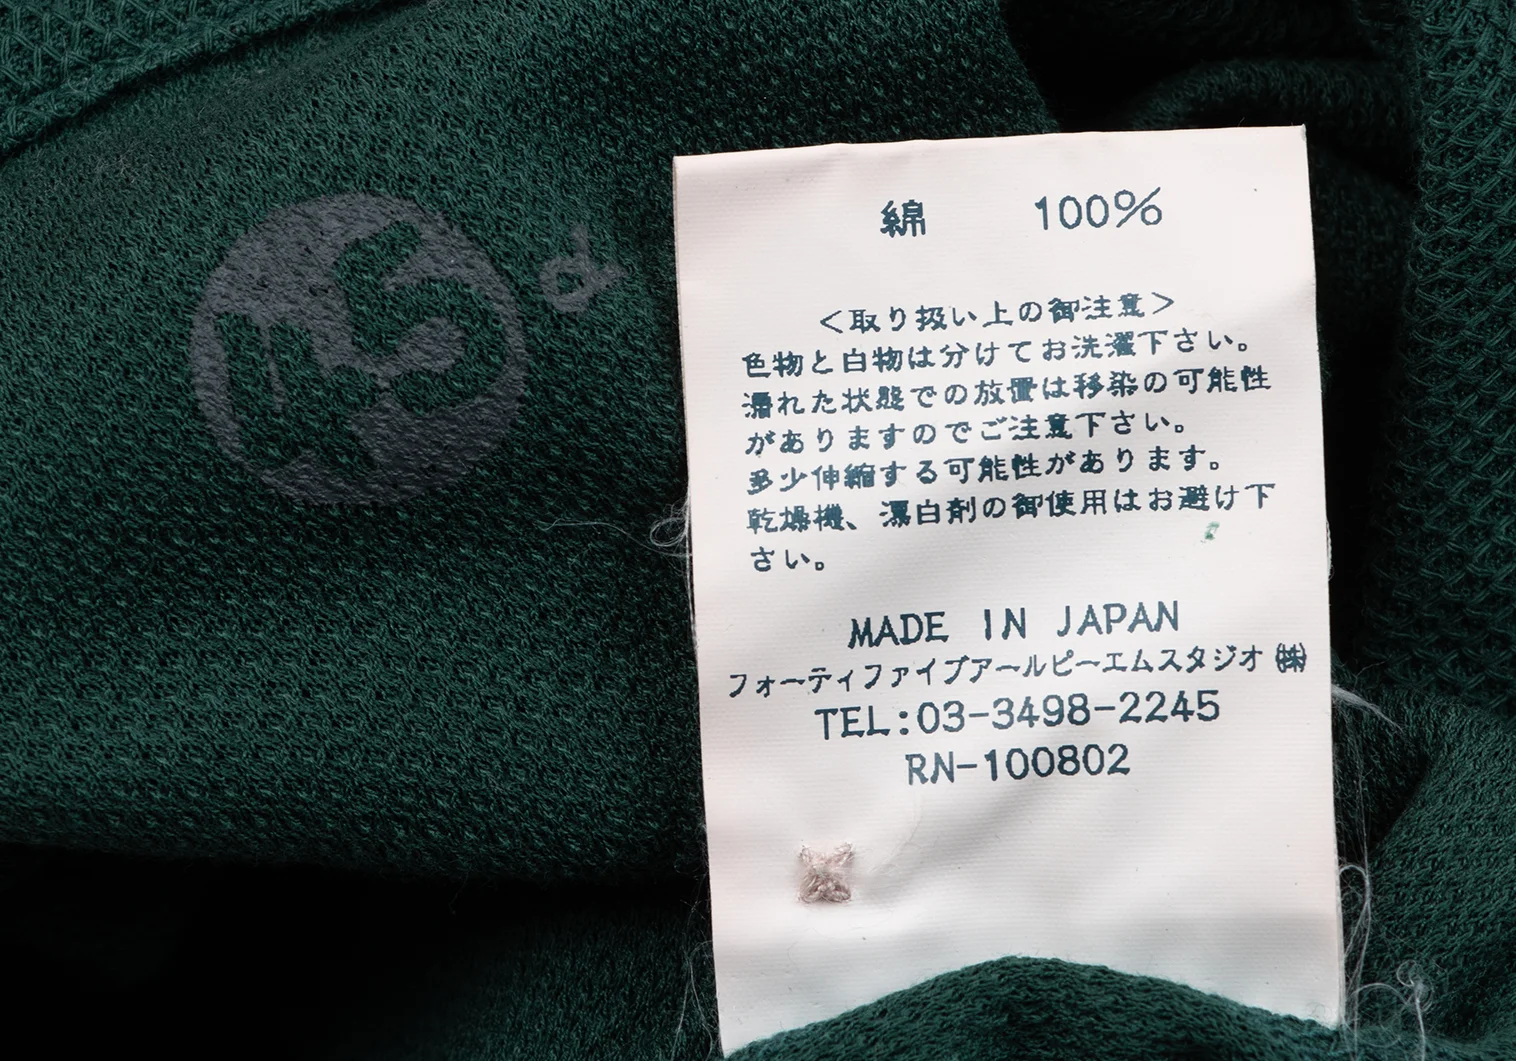 綿 100%
<取り扱い上の御注意>
色物と白物は分けてお洗濯下さい。
濡れた状態での放置は移染の可能性
がありますのでご注意下さい。
多少伸縮する可能性があります。
乾燥機、漂白剤の御使用はお避け下
さい。
MADE IN JAPAN
フォーティファイブアールピーエムスタジオ㈱
TEL:03-3498-2245
RN-100802